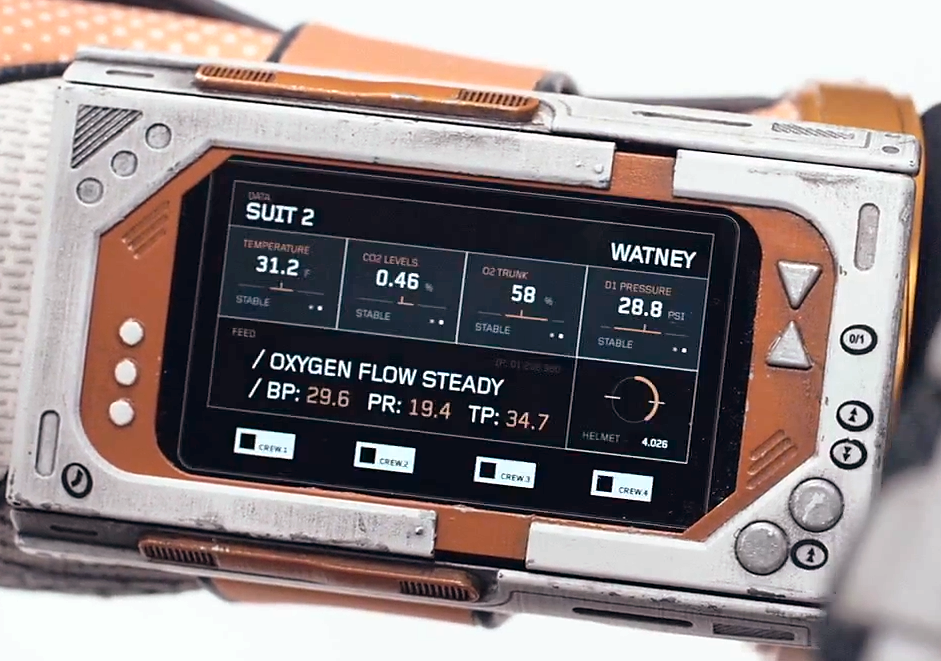 DATA
SUIT 2
WATNEY
TEMPERATURE
31.2 F
STABLE
CO2 LEVELS
0.46 %
STABLE
O2 TRUNK
58 %
STABLE
D1 PRESSURE
28.8 PSI
STABLE
FEED
/ OXYGEN FLOW STEADY
/ BP: 29.6 PR: 19.4 TP: 34.7
HELMET 4.026
CREW.1
CREW.2
CREW.3
CREW.4
0/1